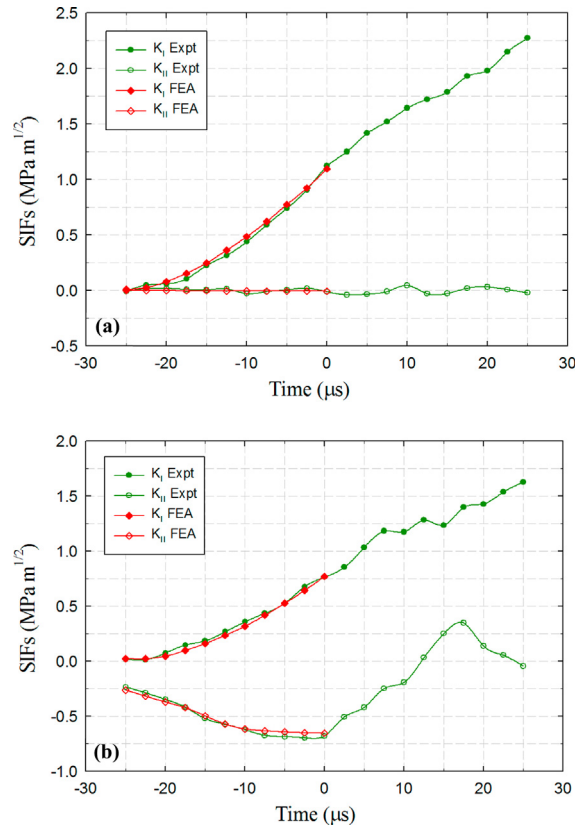 2.5
2.0
1.5
1.0
0.5
0.0
-0.5
SIFs (MPa m^1/2)
K_I Expt
K_II Expt
K_I FEA
K_II FEA
(a)
-30 -20 -10 0 10 20 30
Time (μs)
2.0
1.5
1.0
0.5
0.0
-0.5
-1.0
SIFs (MPa m^1/2)
K_I Expt
K_II Expt
K_I FEA
K_II FEA
(b)
-30 -20 -10 0 10 20 30
Time (μs)